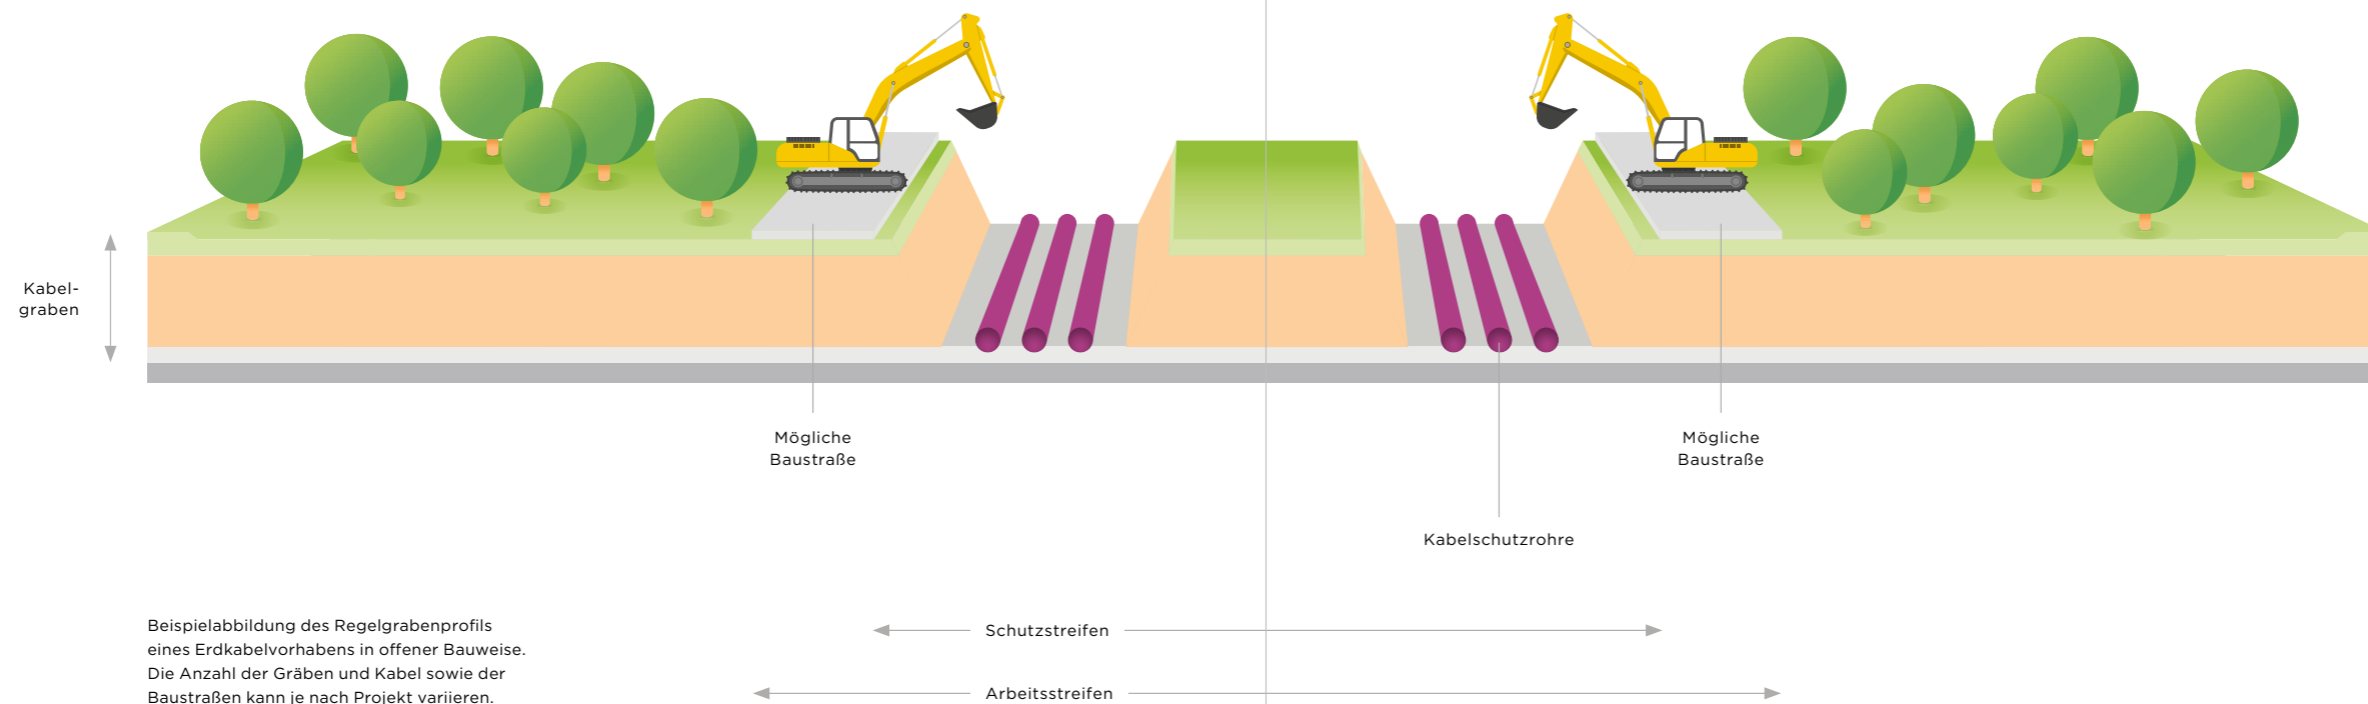 Kabel-
graben
Mögliche
Baustraße
Mögliche
Baustraße
Kabelschutzrohre
Beispielabbildung des Regelgrabenprofils
eines Erdkabelvorhabens in offener Bauweise.
Die Anzahl der Gräben und Kabel sowie der
Baustraßen kann je nach Projekt variieren.
Schutzstreifen
Arbeitsstreifen